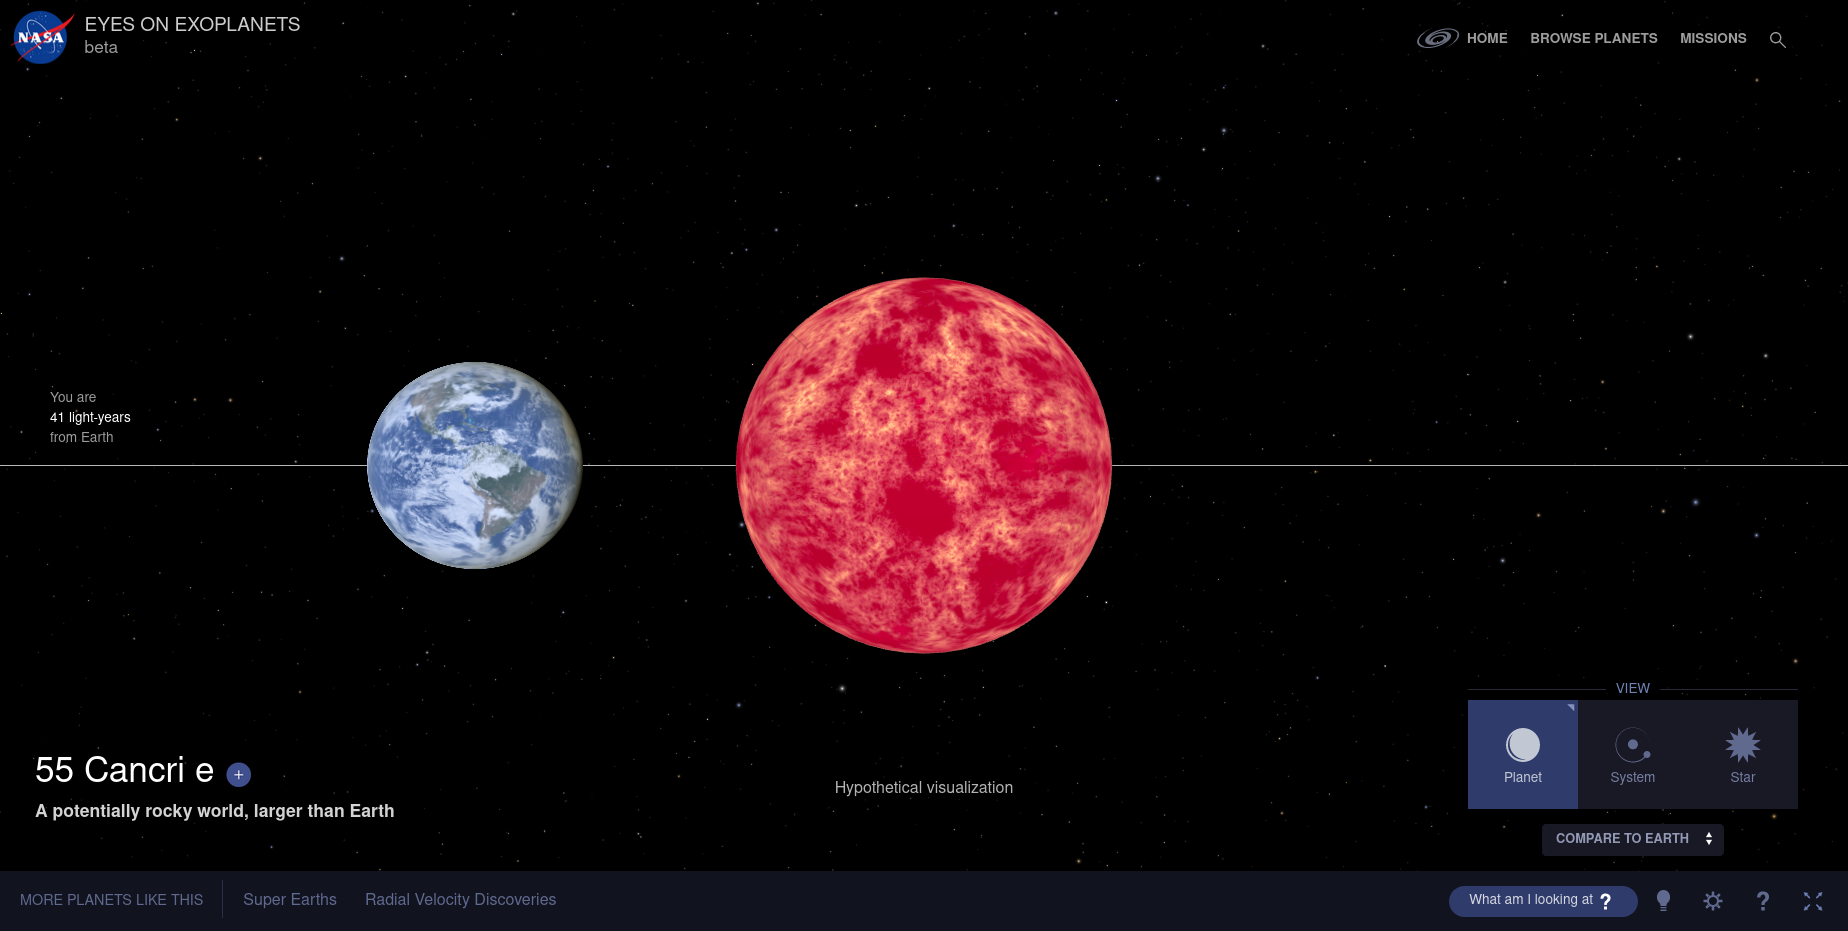 NASA
EYES ON EXOPLANETS
beta
HOME
BROWSE PLANETS
MISSIONS
You are
41 light-years
from Earth
VIEW
Planet
System
Star
55 Cancri e +
A potentially rocky world, larger than Earth
Hypothetical visualization
COMPARE TO EARTH
MORE PLANETS LIKE THIS
Super Earths
Radial Velocity Discoveries
What am I looking at ?
?